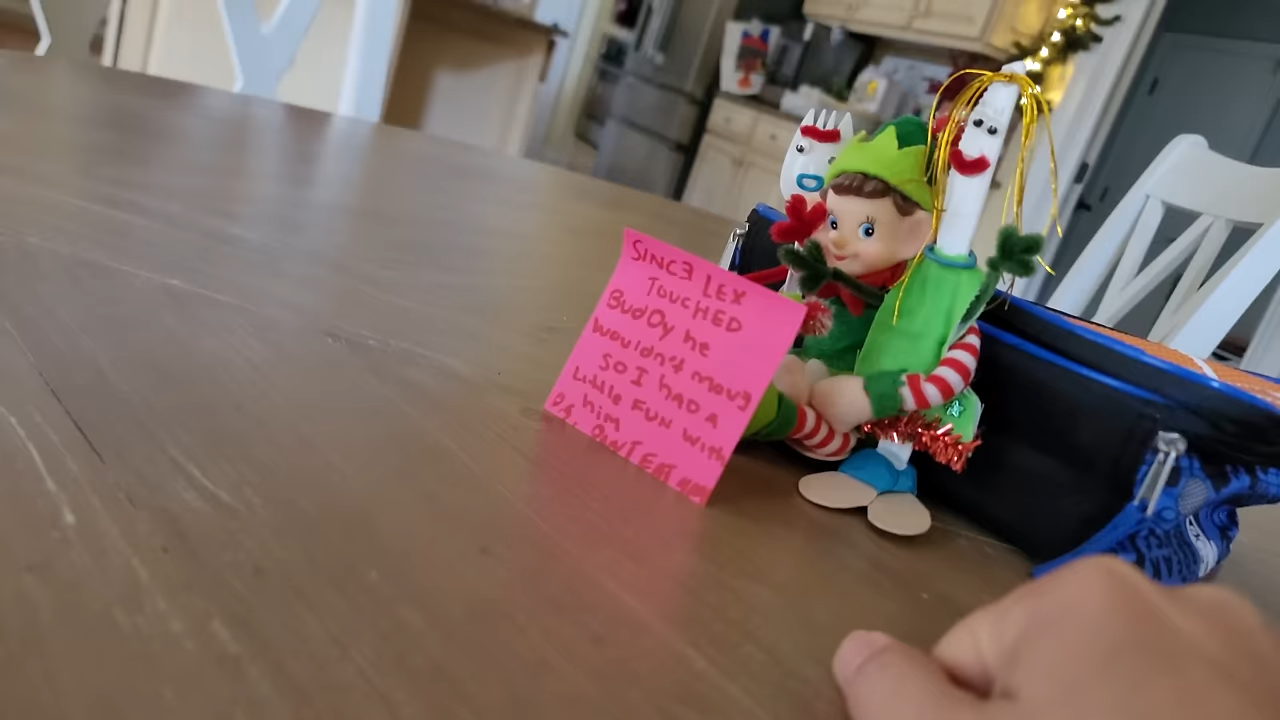 SINCE LEX
TOUCHED
BudDy he
wouldn't move
SO I HAD A
Little FUN With
him